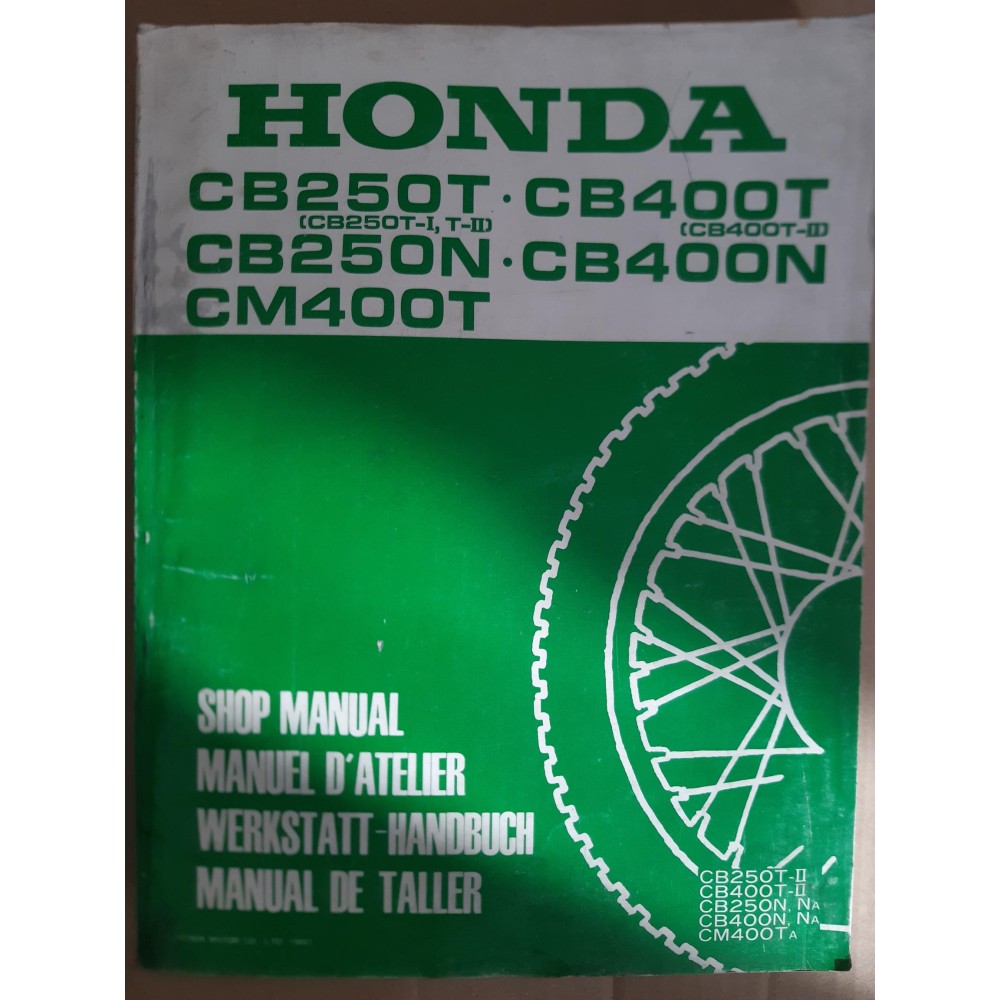 HONDA
CB250T · CB400T
(CB250T-I, T-II) (CB400T-II)
CB250N · CB400N
CM400T
SHOP MANUAL
MANUEL D'ATELIER
WERKSTATT-HANDBUCH
MANUAL DE TALLER
CB250T-II
CB400T-II
CB250N, NA
CB400N, NA
CM400TA